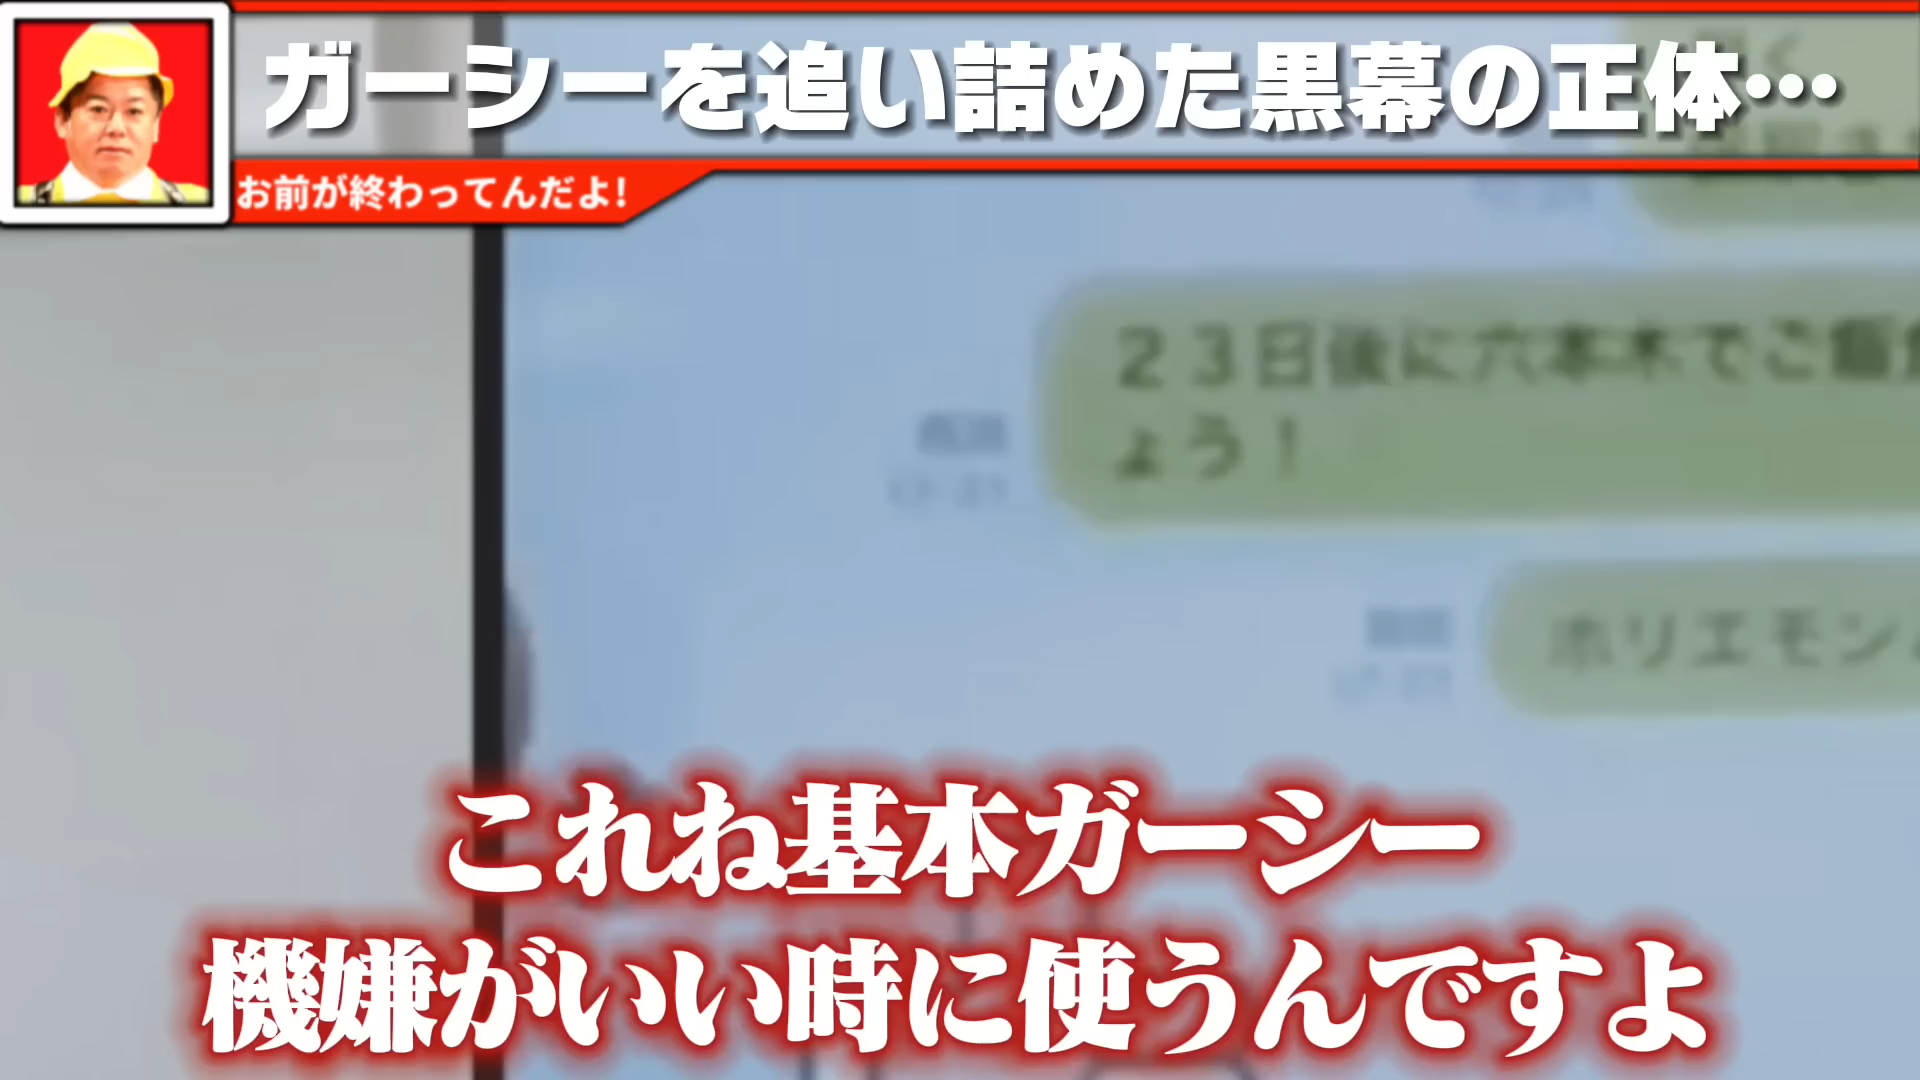 ガーシーを追い詰めた黒幕の正体…
お前が終わってんだよ!
２３日後に六本木でご飯
ょう！
ホリエモン
これね基本ガーシー
機嫌がいい時に使うんですよ